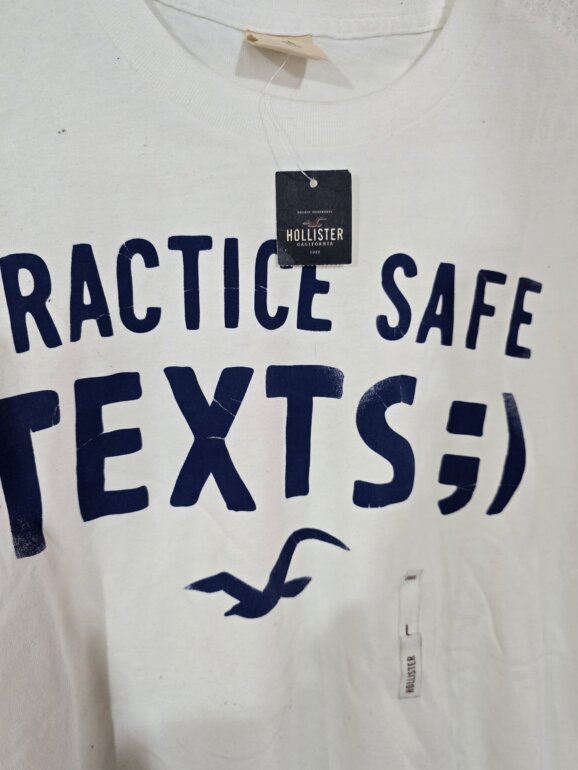 HOLLISTER
CALIFORNIA
RACTICE SAFE
TEXTS;)
L
HOLLISTER